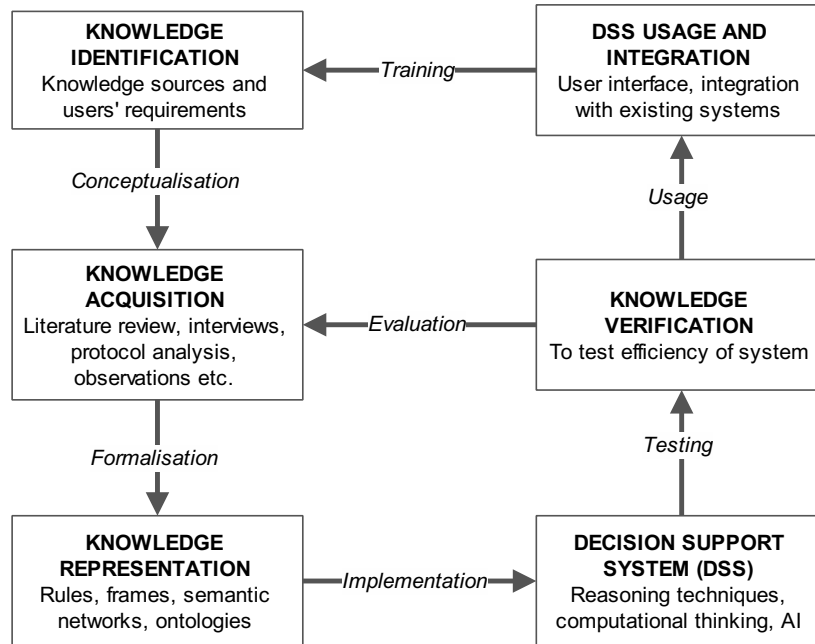 KNOWLEDGE
IDENTIFICATION
Knowledge sources and
users' requirements
Training
DSS USAGE AND
INTEGRATION
User interface, integration
with existing systems
Conceptualisation
Usage
KNOWLEDGE
ACQUISITION
Literature review, interviews,
protocol analysis,
observations etc.
Evaluation
KNOWLEDGE
VERIFICATION
To test efficiency of system
Formalisation
Testing
KNOWLEDGE
REPRESENTATION
Rules, frames, semantic
networks, ontologies
Implementation
DECISION SUPPORT
SYSTEM (DSS)
Reasoning techniques,
computational thinking, AI